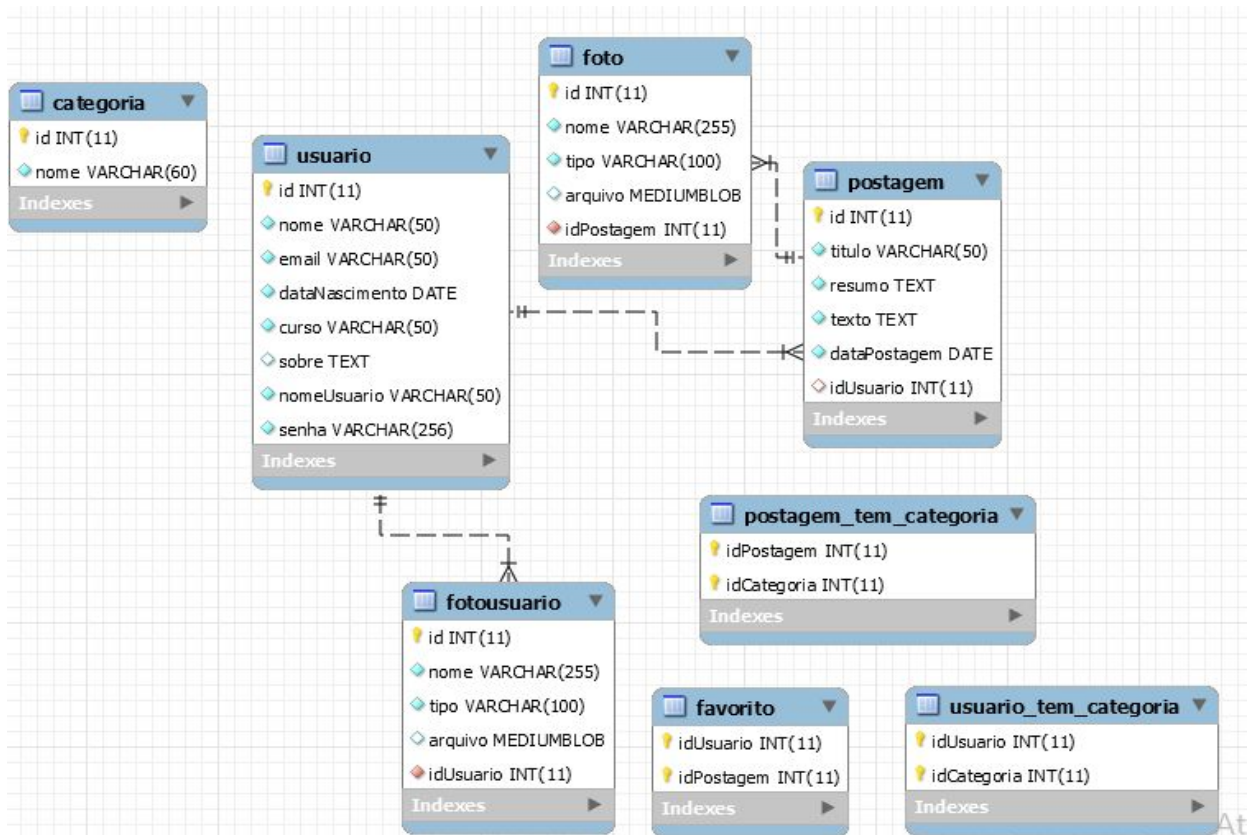 categoria
id INT(11)
nome VARCHAR(60)
Indexes
usuario
id INT(11)
nome VARCHAR(50)
email VARCHAR(50)
dataNascimento DATE
curso VARCHAR(50)
sobre TEXT
nomeUsuario VARCHAR(50)
senha VARCHAR(256)
Indexes
foto
id INT(11)
nome VARCHAR(255)
tipo VARCHAR(100)
arquivo MEDIUMBLOB
idPostagem INT(11)
Indexes
postagem
id INT(11)
titulo VARCHAR(50)
resumo TEXT
texto TEXT
dataPostagem DATE
idUsuario INT(11)
Indexes
postagem_tem_categoria
idPostagem INT(11)
idCategoria INT(11)
Indexes
fotousuario
id INT(11)
nome VARCHAR(255)
tipo VARCHAR(100)
arquivo MEDIUMBLOB
idUsuario INT(11)
Indexes
favorito
idUsuario INT(11)
idPostagem INT(11)
Indexes
usuario_tem_categoria
idUsuario INT(11)
idCategoria INT(11)
Indexes
At